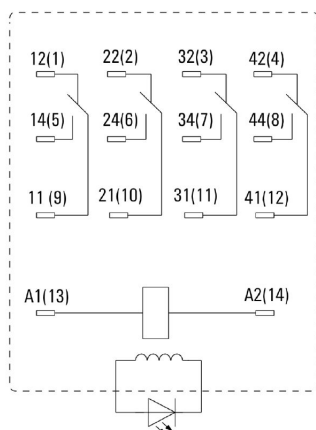 12(1) 22(2) 32(3) 42(4)
14(5) 24(6) 34(7) 44(8)
11 (9) 21(10) 31(11) 41(12)
A1(13) A2(14)